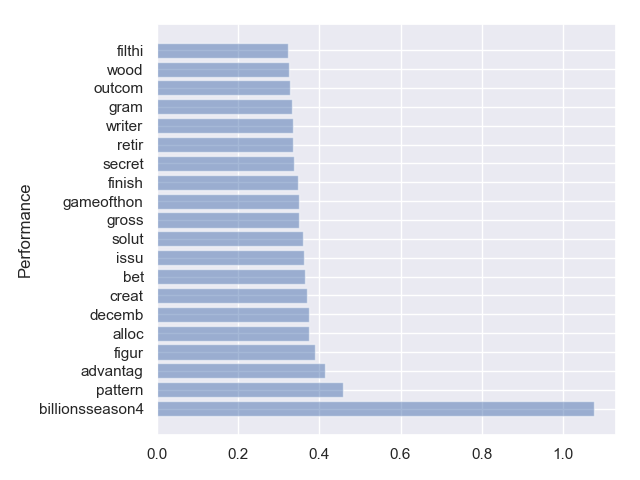 filthi
wood
outcom
gram
writer
retir
secret
finish
gameofthon
gross
solut
issu
bet
creat
decemb
alloc
figur
advantag
pattern
billionsseason4
Performance
0.0 0.2 0.4 0.6 0.8 1.0